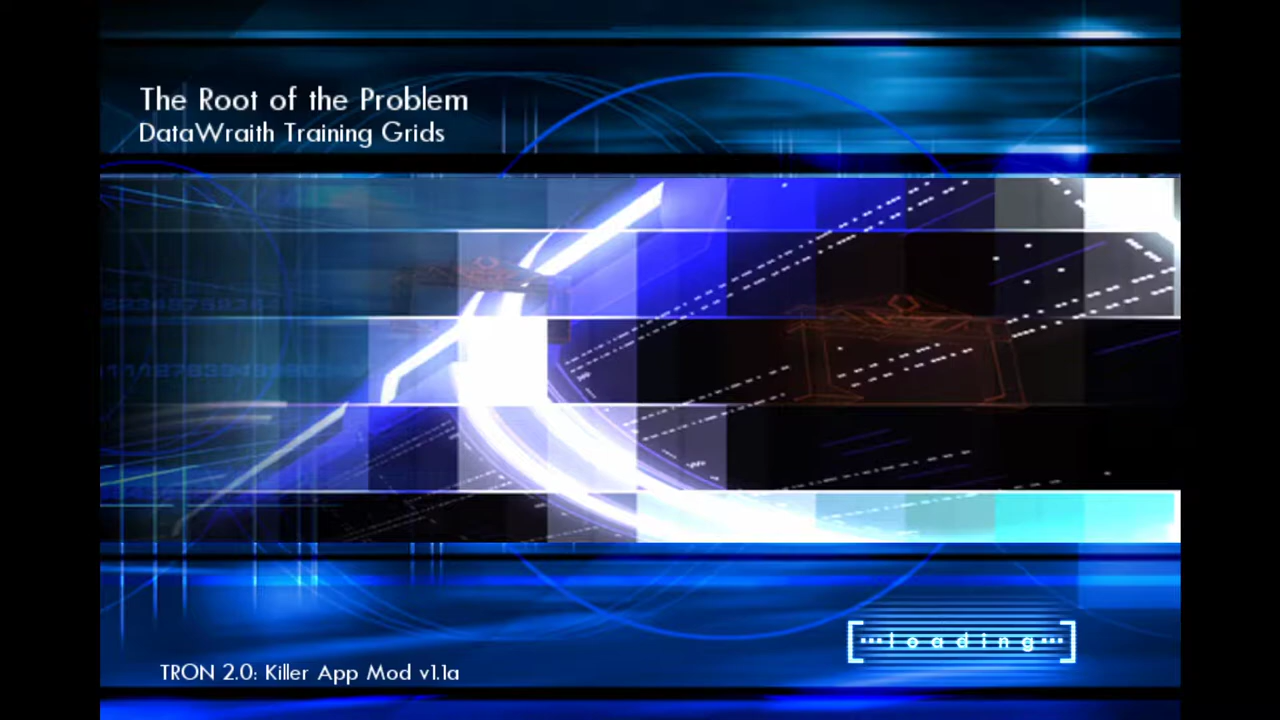 The Root of the Problem
DataWraith Training Grids
loading
TRON 2.0: Killer App Mod v1.1a